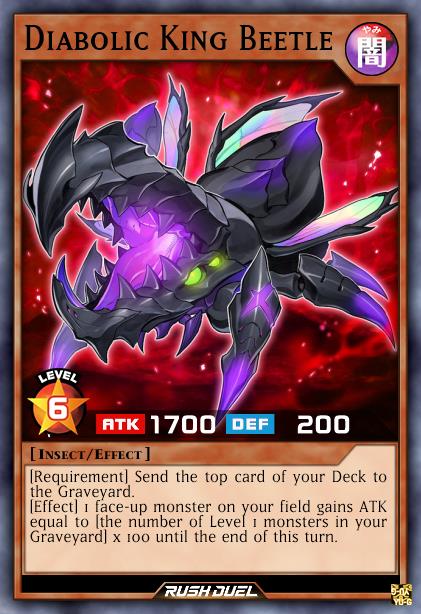 DIABOLIC KING BEETLE
やみ
闇
LEVEL
6
ATK 1700 DEF 200
[INSECT/EFFECT]
[Requirement] Send the top card of your Deck to
the Graveyard.
[Effect] 1 face-up monster on your field gains ATK
equal to [the number of Level 1 monsters in your
Graveyard] x 100 until the end of this turn.
RUSH DUEL